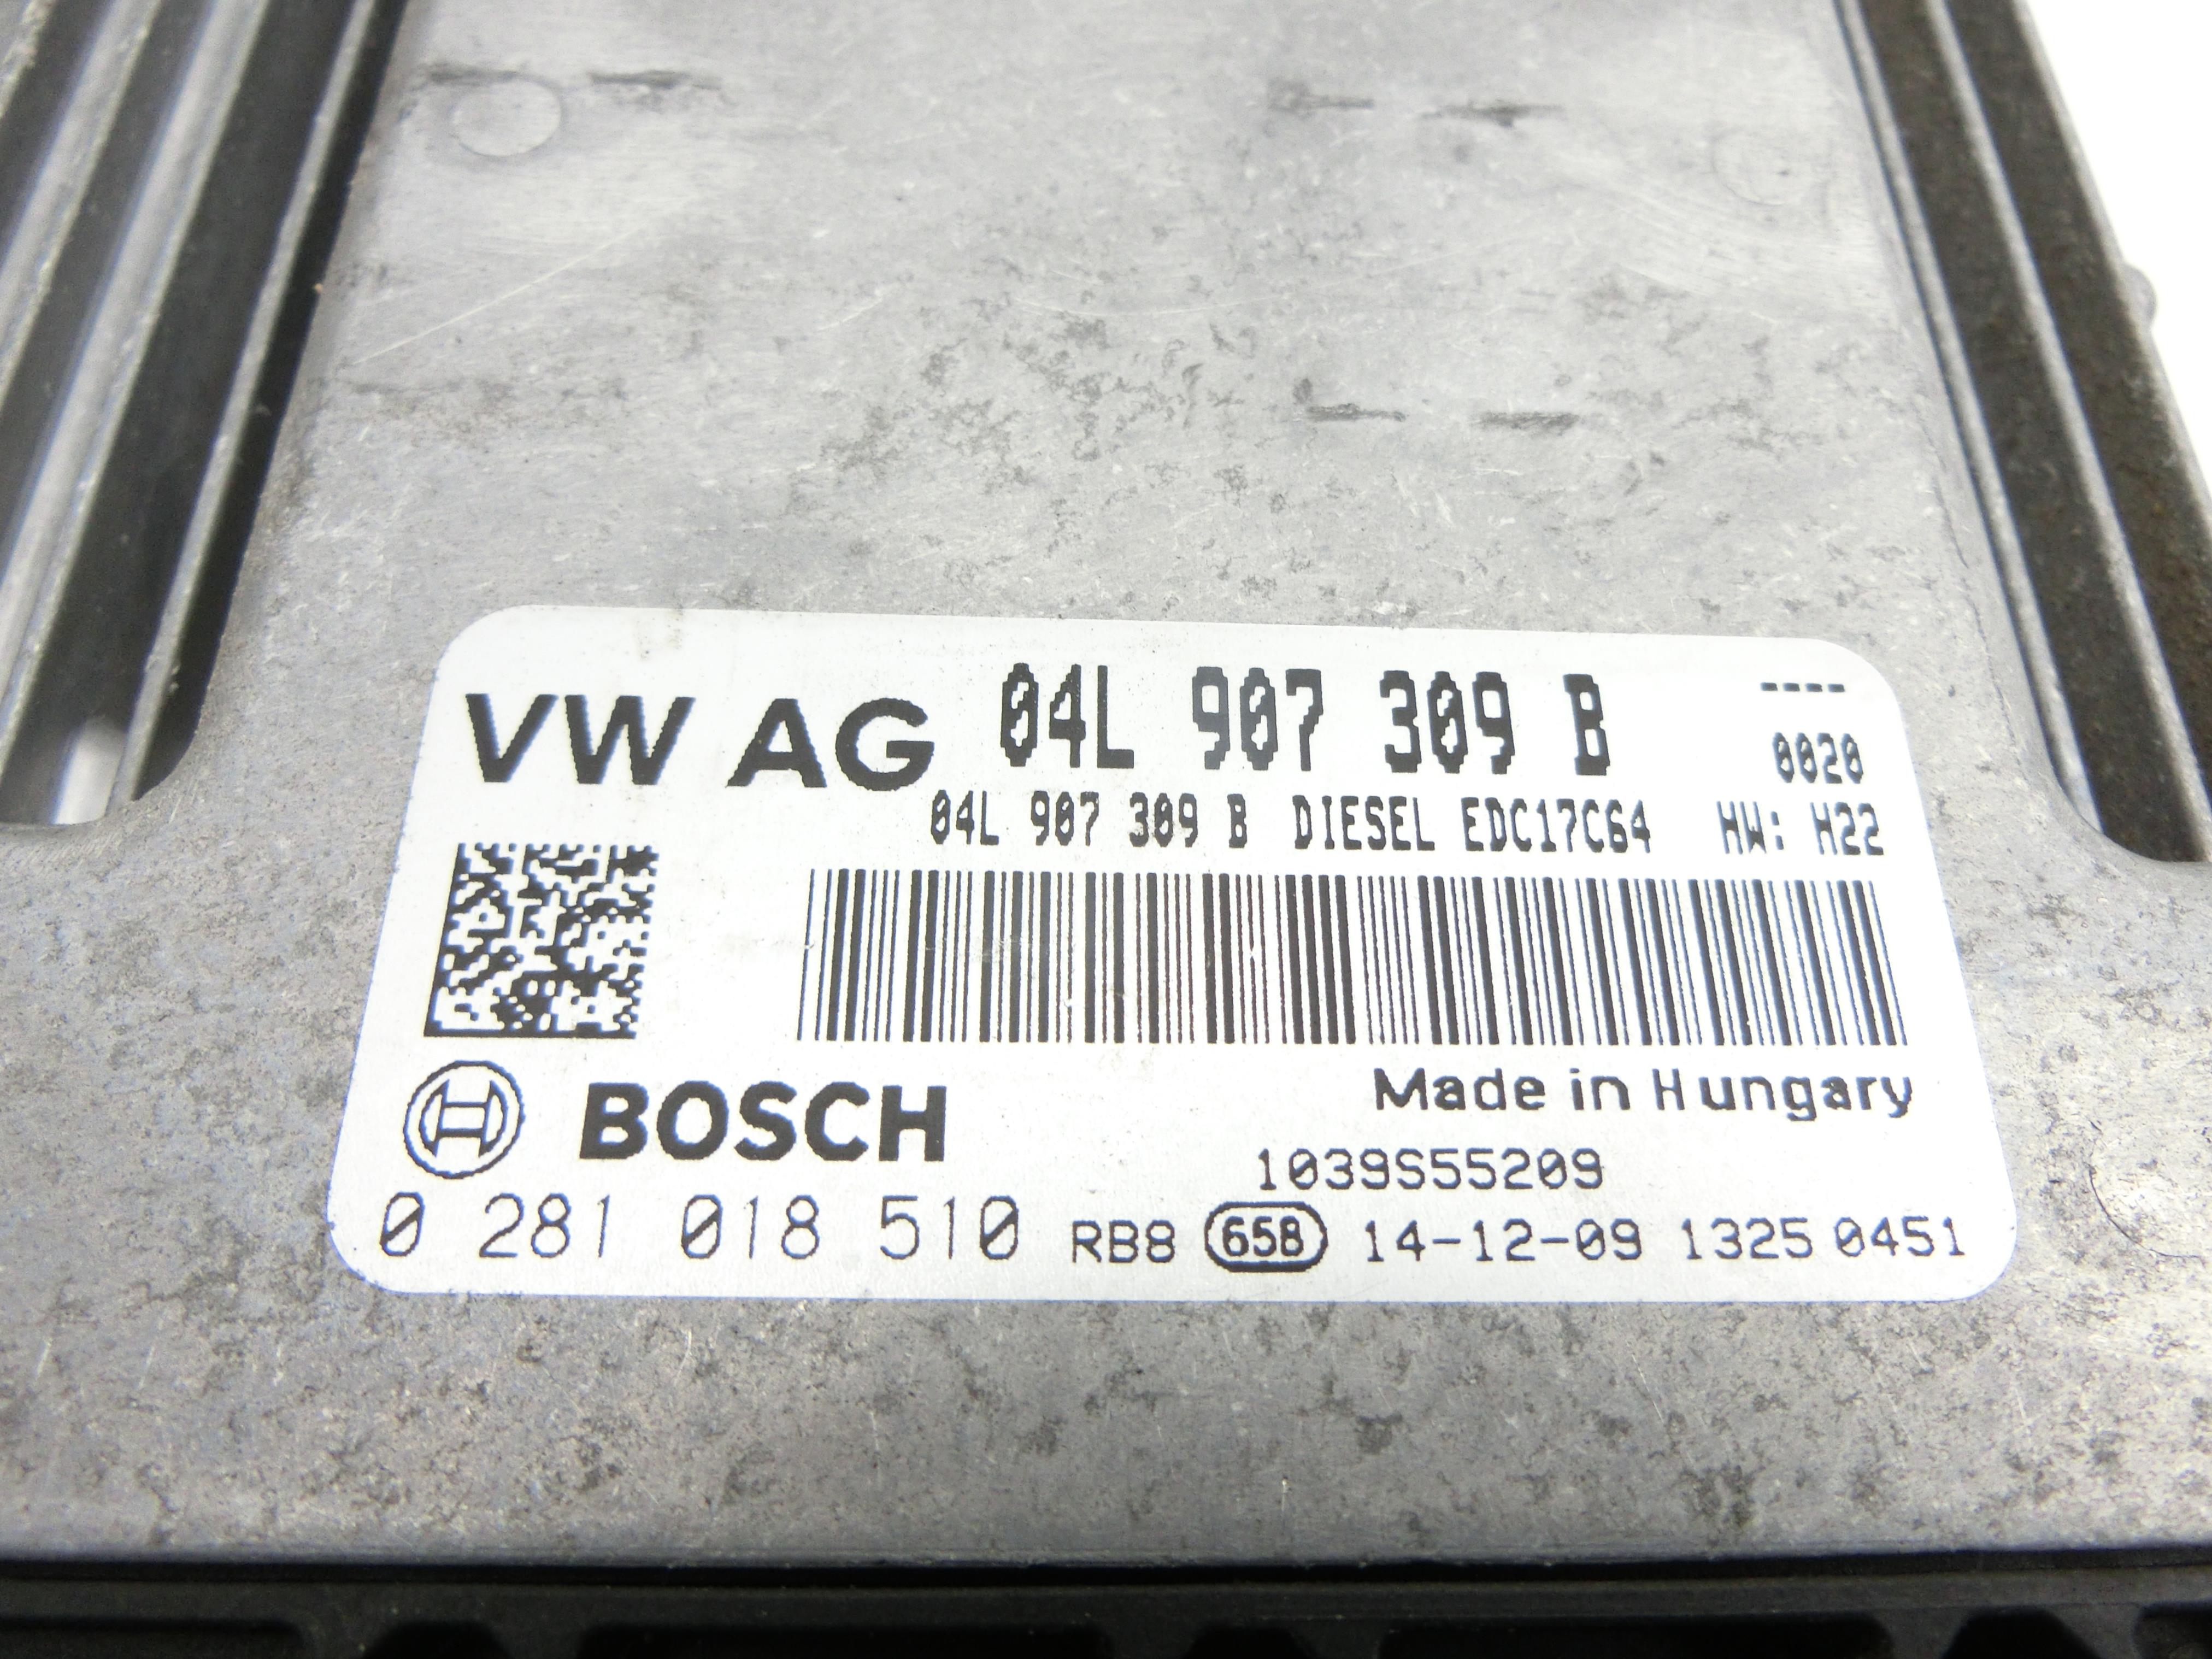 VW AG 04L 907 309 B ----
0020
04L 907 309 B DIESEL EDC17C64 HW: H22
Made in Hungary
BOSCH
1039S55209
0 281 018 510 RB8 658 14-12-09 1325 0451